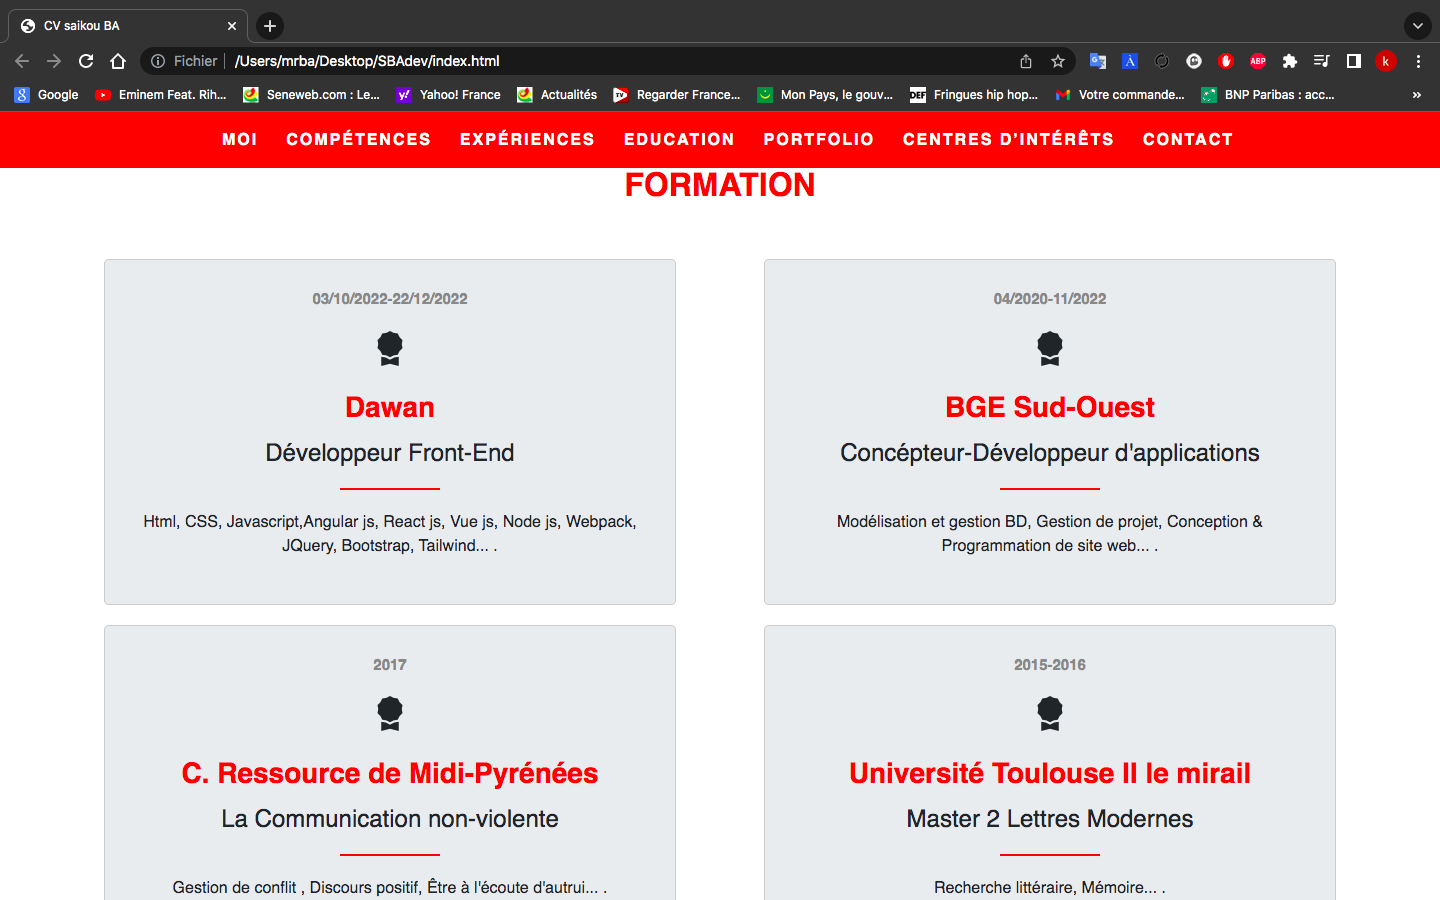 CV saikou BA
Fichier /Users/mrba/Desktop/SBAdev/index.html
ABP k
Google Eminem Feat. Rih... Seneweb.com : Le... Yahoo! France Actualités Regarder France... Mon Pays, le gouv... DEF Fringues hip hop... Votre commande... BNP Paribas : acc... »
MOI COMPÉTENCES EXPÉRIENCES EDUCATION PORTFOLIO CENTRES D’INTÉRÊTS CONTACT
FORMATION
03/10/2022-22/12/2022
Dawan
Développeur Front-End
Html, CSS, Javascript,Angular js, React js, Vue js, Node js, Webpack,
JQuery, Bootstrap, Tailwind... .
04/2020-11/2022
BGE Sud-Ouest
Concépteur-Développeur d'applications
Modélisation et gestion BD, Gestion de projet, Conception &
Programmation de site web... .
2017
C. Ressource de Midi-Pyrénées
La Communication non-violente
Gestion de conflit , Discours positif, Être à l'écoute d'autrui... .
2015-2016
Université Toulouse II le mirail
Master 2 Lettres Modernes
Recherche littéraire, Mémoire... .